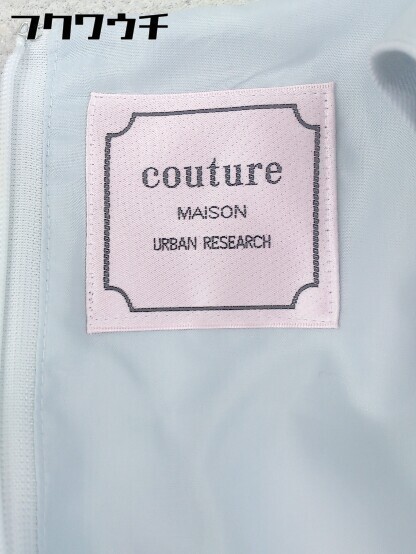 フクワウチ
couture
MAISON
URBAN RESEARCH